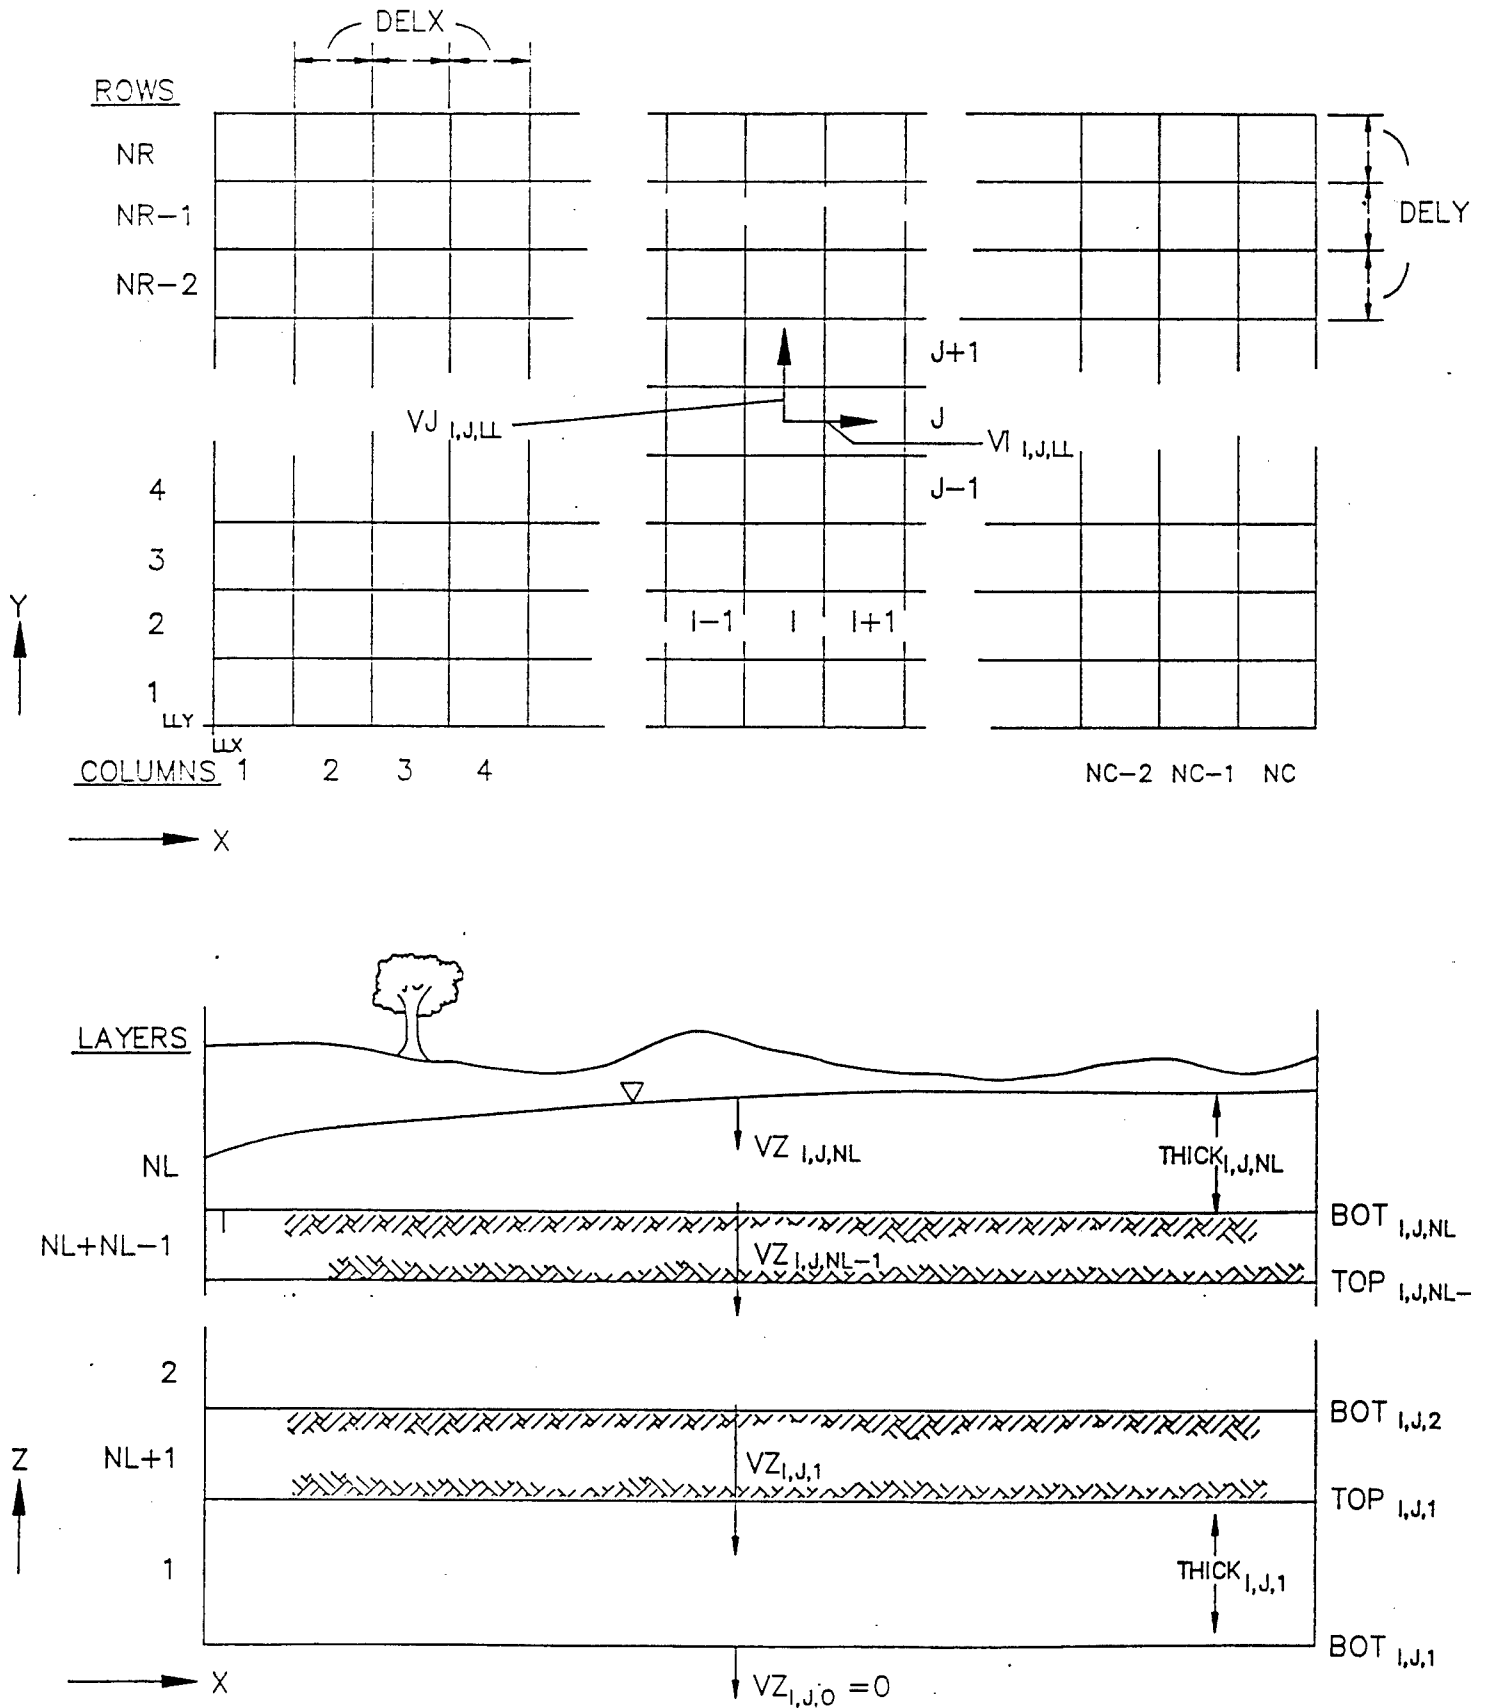 DELX
ROWS
NR
NR-1
DELY
NR-2
J+1
VJ I,J,LL
J
VI I,J,LL
4
J-1
3
Y
2
I-1 I I+1
1
LLY
LLX
COLUMNS 1 2 3 4 NC-2 NC-1 NC
X
LAYERS
VZ I,J,NL
THICK I,J,NL
NL
BOT I,J,NL
NL+NL-1
VZ I,J,NL-1
TOP I,J,NL-
2
BOT I,J,2
NL+1
VZ I,J,1
Z
TOP I,J,1
1
THICK I,J,1
BOT I,J,1
X
VZ I,J,0 =0